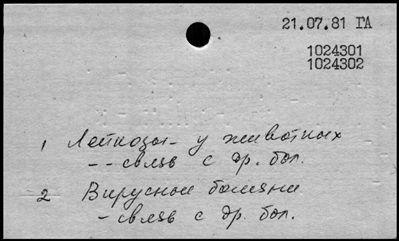 21.07.81 ГА
1024301
1024302
1 Лейкозы - у животных
-- связь с др. бол.
2 Вирусные болезни
- связь с др. бол.